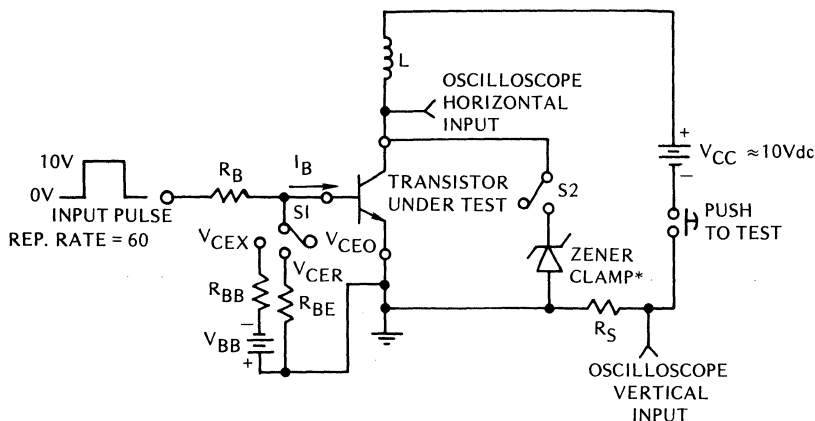 L
OSCILLOSCOPE
HORIZONTAL
INPUT
+
V_CC ≈10Vdc
−
10V
0V
INPUT PULSE
REP. RATE = 60
R_B
I_B
TRANSISTOR
UNDER TEST
S1
S2
PUSH
TO TEST
V_CEX
V_CEO
V_CER
ZENER
CLAMP*
R_BB
R_BE
−
V_BB
+
R_S
OSCILLOSCOPE
VERTICAL
INPUT